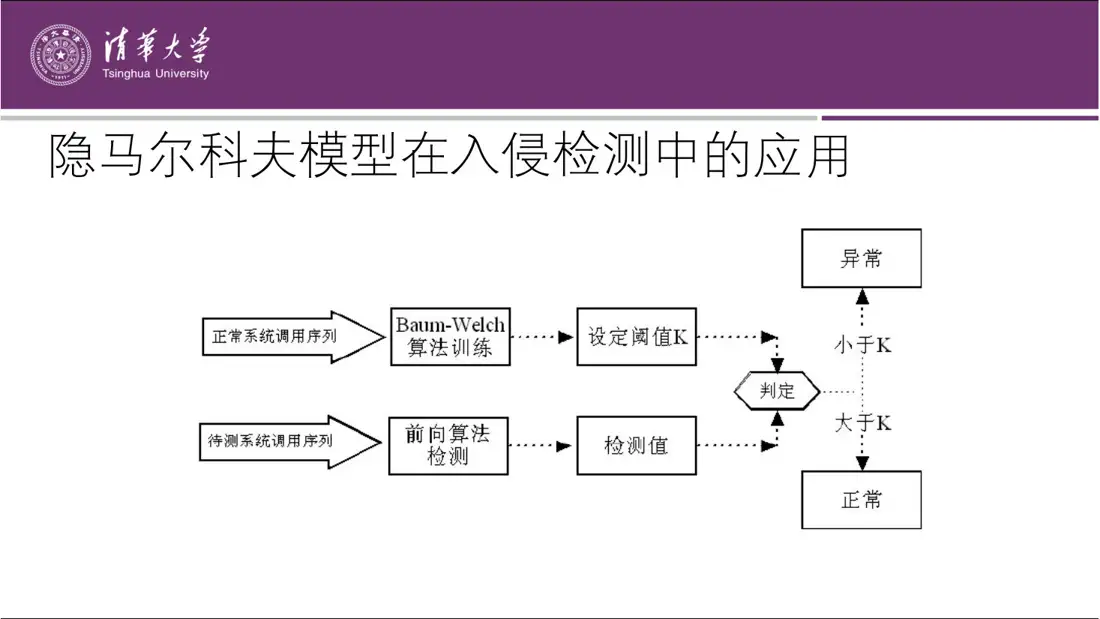 清华大学
Tsinghua University
隐马尔科夫模型在入侵检测中的应用
异常
正常系统调用序列
Baum-Welch
算法训练
设定阈值K
小于K
判定
大于K
待测系统调用序列
前向算法
检测
检测值
正常